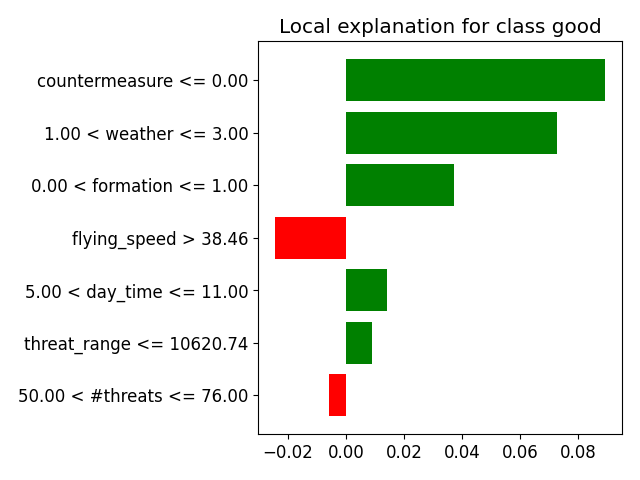 Local explanation for class good
countermeasure <= 0.00
1.00 < weather <= 3.00
0.00 < formation <= 1.00
flying_speed > 38.46
5.00 < day_time <= 11.00
threat_range <= 10620.74
50.00 < #threats <= 76.00
−0.02 0.00 0.02 0.04 0.06 0.08